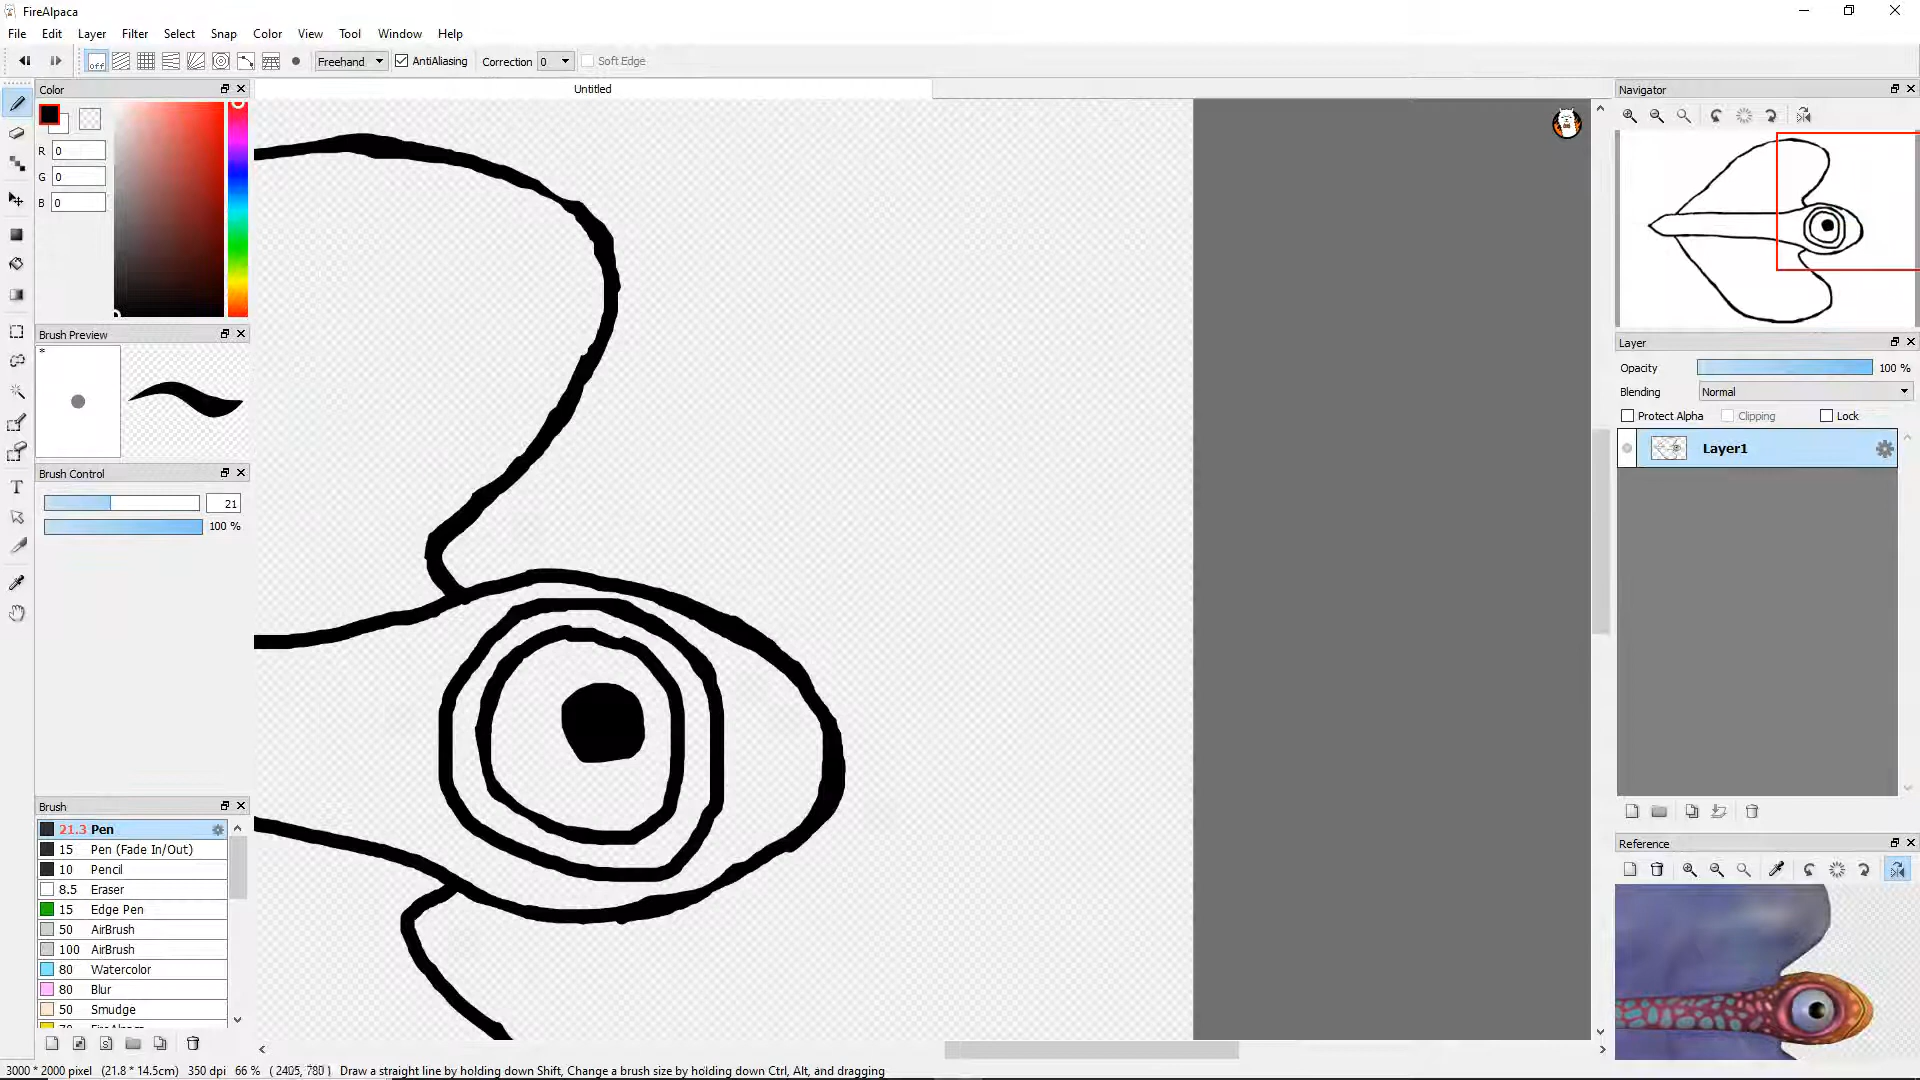 FireAlpaca
File Edit Layer Filter Select Snap Color View Tool Window Help
off Freehand AntiAliasing Correction 0 Soft Edge
Color
Untitled
Navigator
R 0
G 0
B 0
Brush Preview
*
Layer
Opacity 100 %
Blending Normal
Protect Alpha Clipping Lock
Layer1
Brush Control
21
100 %
T
Brush
21.3 Pen
15 Pen (Fade In/Out)
10 Pencil
8.5 Eraser
15 Edge Pen
50 AirBrush
100 AirBrush
80 Watercolor
80 Blur
50 Smudge
Reference
3000 * 2000 pixel (21.8 * 14.5cm) 350 dpi 66 % ( 2405, 780 ) Draw a straight line by holding down Shift, Change a brush size by holding down Ctrl, Alt, and dragging